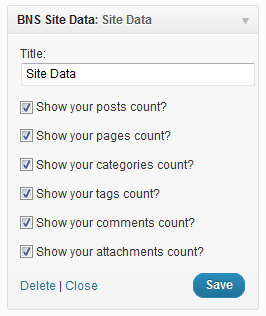 BNS Site Data: Site Data
Title:
Site Data
Show your posts count?
Show your pages count?
Show your categories count?
Show your tags count?
Show your comments count?
Show your attachments count?
Delete | Close Save